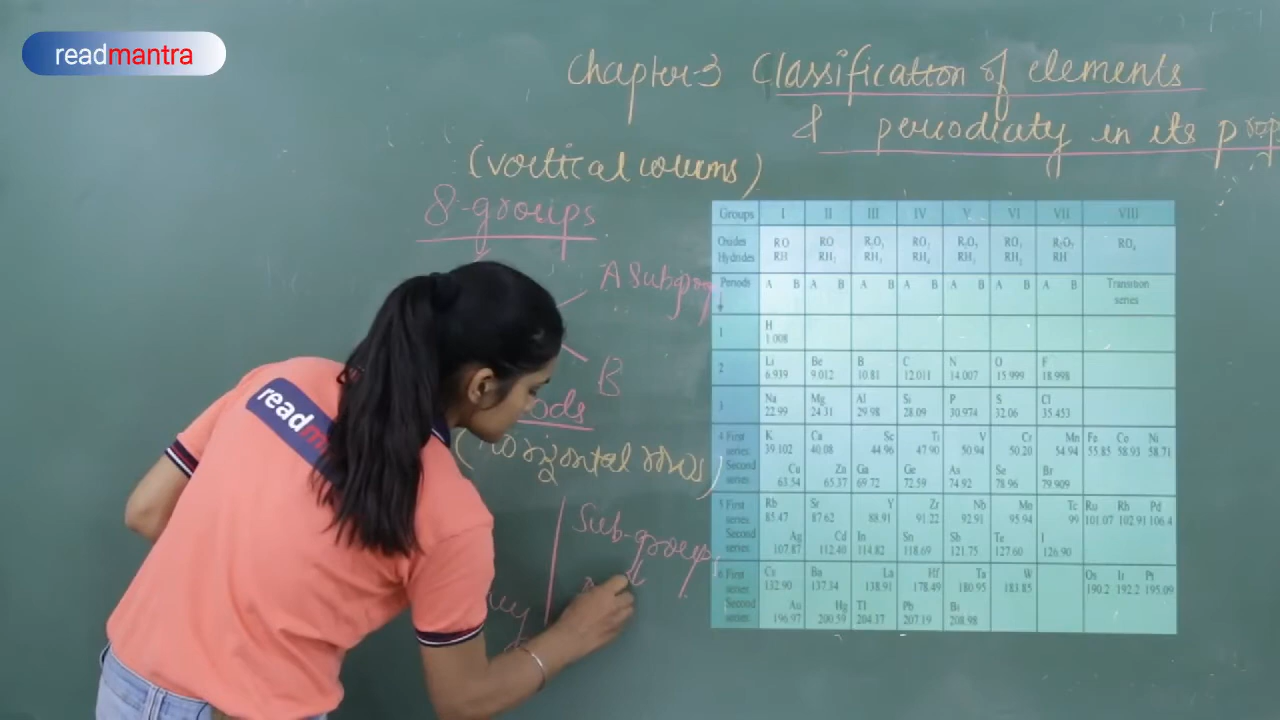 readmantra
Chapter-3 Classification of elements
& periodicity in its prop
(vortical coloums)
8-groups
A Subgroup
B
ods
(horizontal rows)
Sub-groups
readm
Groups I II III IV V VI VII VIII
Oxides RO RO R₂O₃ RO₂ R₂O₅ RO₃ R₂O₇ RO₄
Hydrides RH RH₂ RH₃ RH₄ RH₃ RH₂ RH
Periods A B A B A B A B A B A B A B Transition
series
1 H
1.008
2 Li Be B C N O F
6.939 9.012 10.81 12.011 14.007 15.999 18.998
3 Na Mg Al Si P S Cl
22.99 24.31 29.98 28.09 30.974 32.06 35.453
4 First K Ca Sc Ti V Cr Mn Fe Co Ni
series 39.102 40.08 44.96 47.90 50.94 50.20 54.94 55.85 58.93 58.71
Second Cu Zn Ga Ge As Se Br
series 63.54 65.37 69.72 72.59 74.92 78.96 79.909
5 First Rb Sr Y Zr Nb Mo Tc Ru Rh Pd
series 85.47 87.62 88.91 91.22 92.91 95.94 99 101.07 102.91 106.4
Second Ag Cd In Sn Sb Te I
series 107.87 112.40 114.82 118.69 121.75 127.60 126.90
6 First Cs Ba La Hf Ta W Os Ir Pt
series 132.90 137.34 138.91 178.49 180.95 183.85 190.2 192.2 195.09
Second Au Hg Tl Pb Bi
series 196.97 200.59 204.37 207.19 208.98